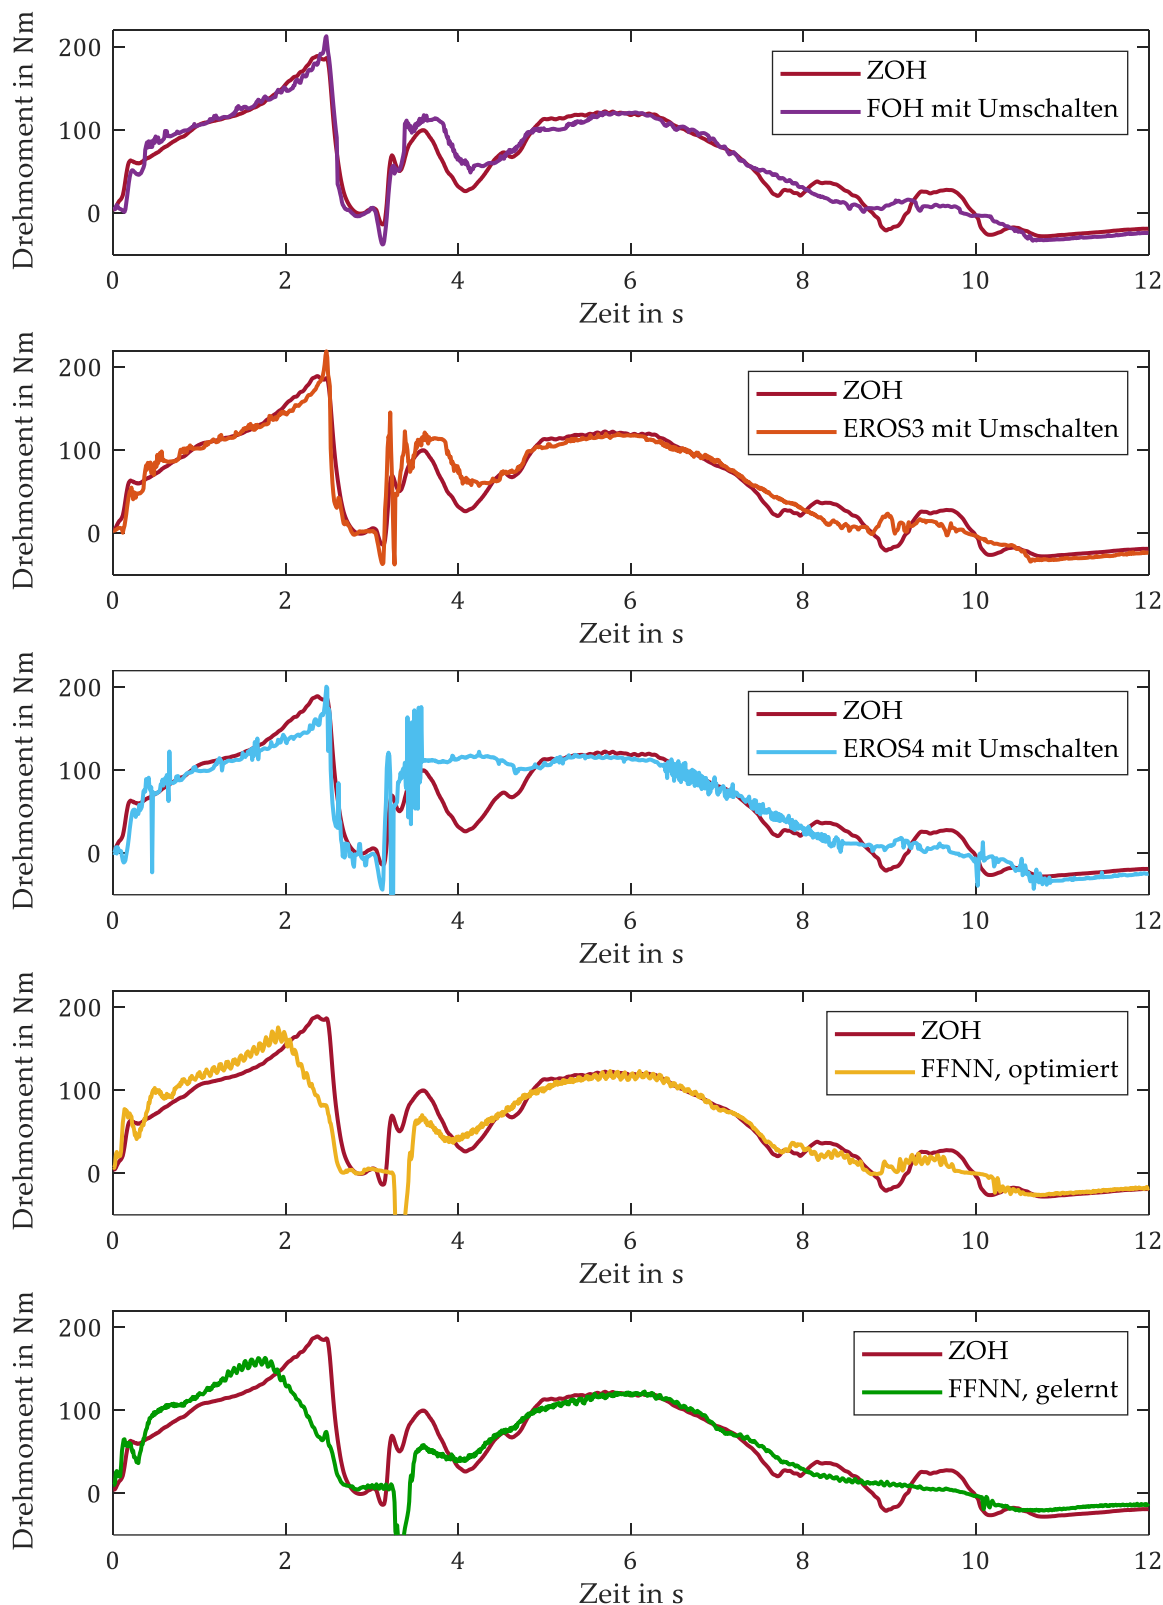 Drehmoment in Nm
200
100
0
ZOH
FOH mit Umschalten
0 2 4 6 8 10 12
Zeit in s
Drehmoment in Nm
200
100
0
ZOH
EROS3 mit Umschalten
0 2 4 6 8 10 12
Zeit in s
Drehmoment in Nm
200
100
0
ZOH
EROS4 mit Umschalten
0 2 4 6 8 10 12
Zeit in s
Drehmoment in Nm
200
100
0
ZOH
FFNN, optimiert
0 2 4 6 8 10 12
Zeit in s
Drehmoment in Nm
200
100
0
ZOH
FFNN, gelernt
0 2 4 6 8 10 12
Zeit in s